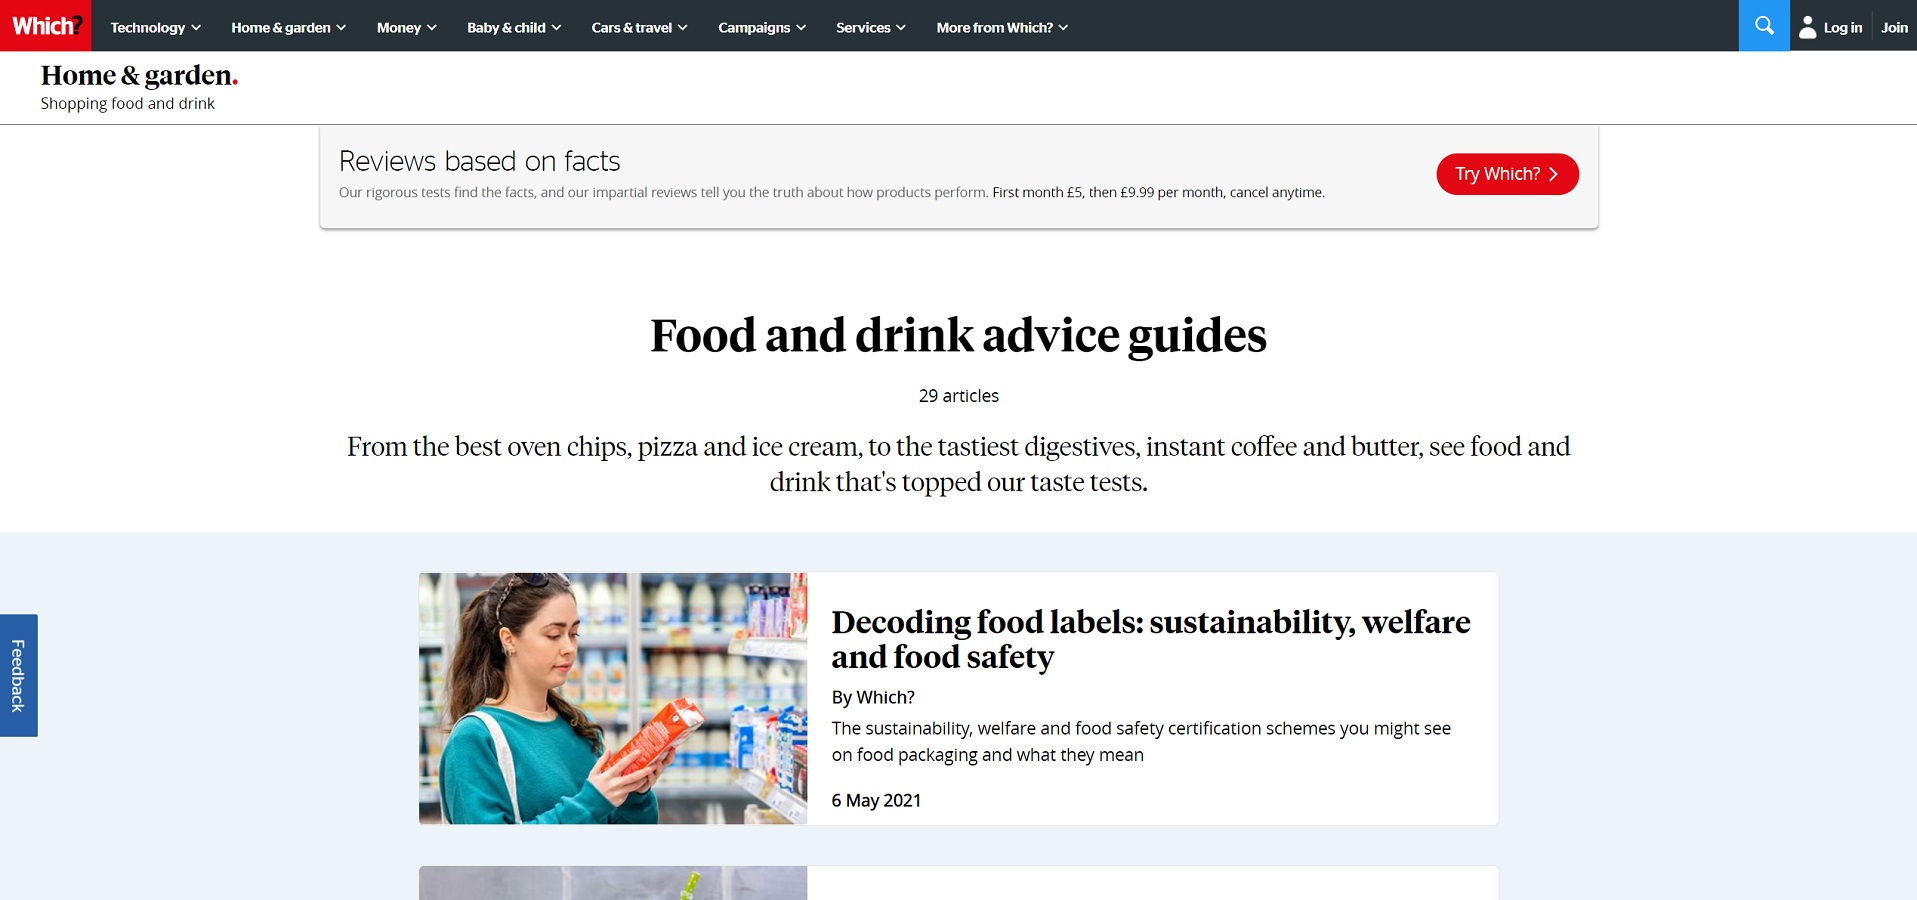 Which?
Technology
Home & garden
Money
Baby & child
Cars & travel
Campaigns
Services
More from Which?
Log in
Join
Home & garden.
Shopping food and drink
Reviews based on facts
Our rigorous tests find the facts, and our impartial reviews tell you the truth about how products perform. First month £5, then £9.99 per month, cancel anytime.
Try Which?
Food and drink advice guides
29 articles
From the best oven chips, pizza and ice cream, to the tastiest digestives, instant coffee and butter, see food and
drink that's topped our taste tests.
Feedback
Decoding food labels: sustainability, welfare
and food safety
By Which?
The sustainability, welfare and food safety certification schemes you might see
on food packaging and what they mean
6 May 2021